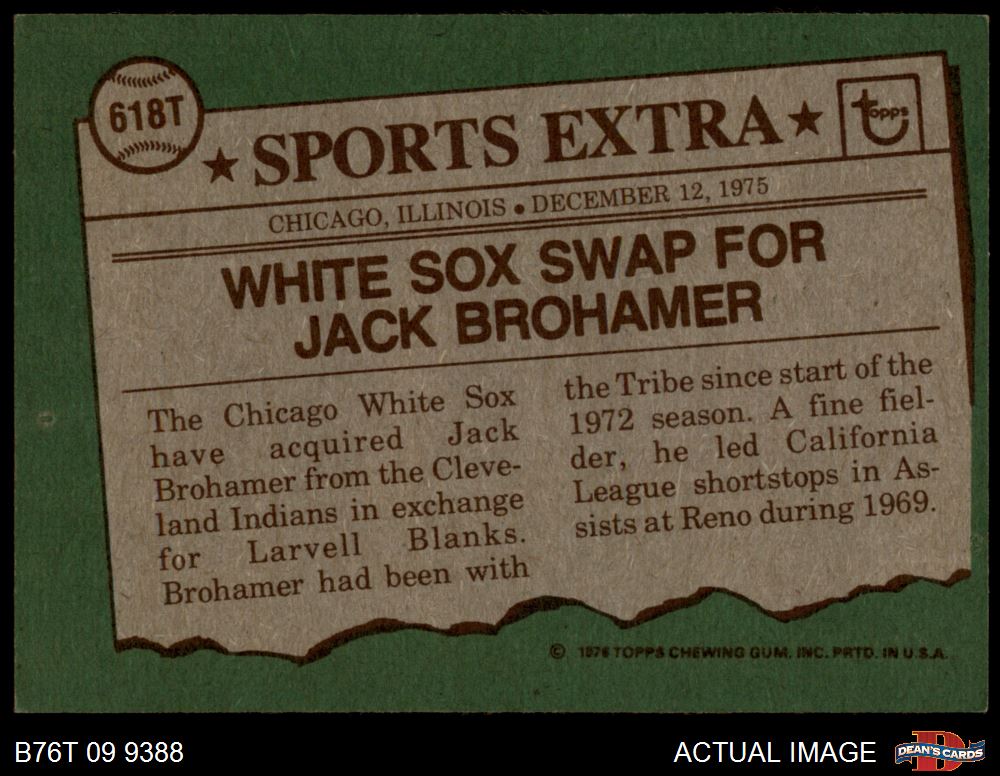 618T
★ SPORTS EXTRA ★
topps
CHICAGO, ILLINOIS • DECEMBER 12, 1975
WHITE SOX SWAP FOR
JACK BROHAMER
The Chicago White Sox
have acquired Jack
Brohamer from the Cleve-
land Indians in exchange
for Larvell Blanks.
Brohamer had been with
the Tribe since start of the
1972 season. A fine fiel-
der, he led California
League shortstops in As-
sists at Reno during 1969.
© 1976 TOPPS CHEWING GUM, INC. PRTD. IN U.S.A.
B76T 09 9388
ACTUAL IMAGE
DEAN'S CARDS